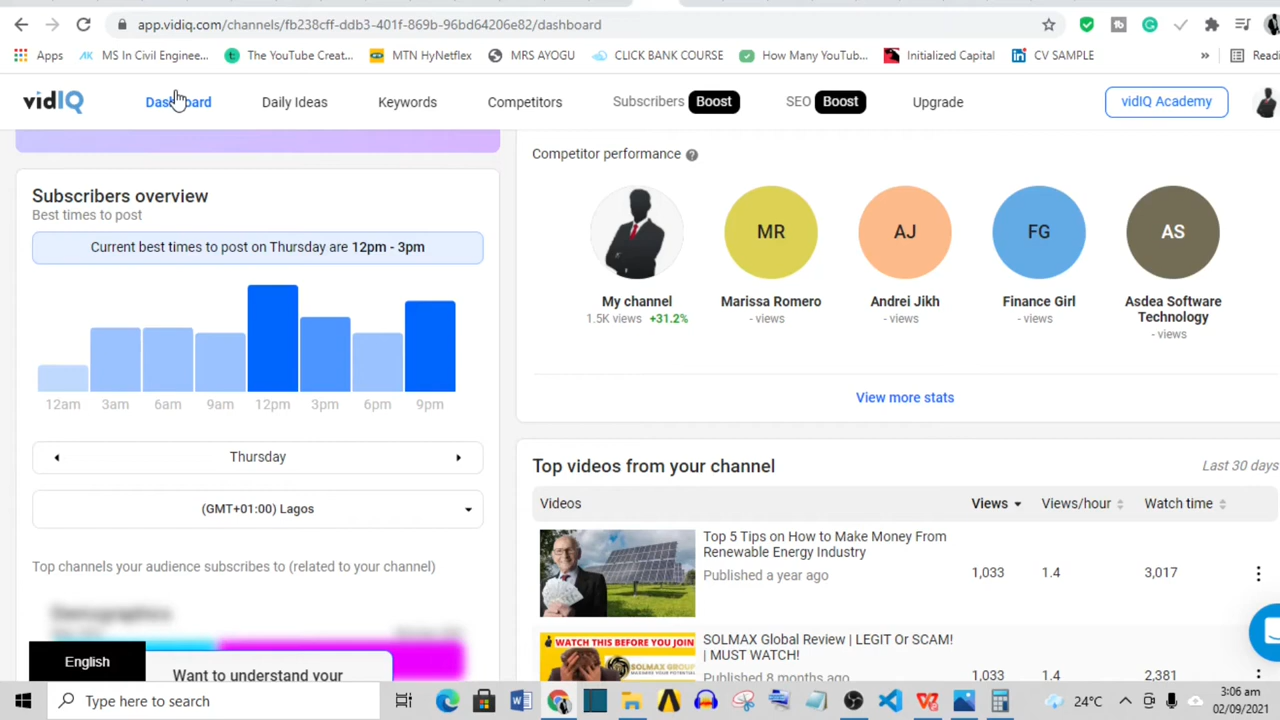 app.vidiq.com/channels/fb238cff-ddb3-401f-869b-96bd64206e82/dashboard
Apps MS In Civil Enginee... The YouTube Creat... MTN HyNetflex MRS AYOGU CLICK BANK COURSE How Many YouTub... Initialized Capital CV SAMPLE » Readi
vidIQ Dashboard Daily Ideas Keywords Competitors Subscribers Boost SEO Boost Upgrade vidIQ Academy
Subscribers overview
Best times to post
Current best times to post on Thursday are 12pm - 3pm
12am 3am 6am 9am 12pm 3pm 6pm 9pm
Thursday
(GMT+01:00) Lagos
Top channels your audience subscribes to (related to your channel)
Demographics
English
Want to understand your
Competitor performance ?
MR AJ FG AS
My channel Marissa Romero Andrei Jikh Finance Girl Asdea Software
Technology
1.5K views +31.2% - views - views - views - views
View more stats
Top videos from your channel Last 30 days
Videos Views Views/hour Watch time
Top 5 Tips on How to Make Money From
Renewable Energy Industry
Published a year ago
1,033 1.4 3,017
WATCH THIS BEFORE YOU JOIN
SOLMAX GROUP
SOLMAX Global Review | LEGIT Or SCAM!
| MUST WATCH!
Published 8 months ago
1,033 1.4 2,381
Type here to search
24°C
3:06 am
02/09/2021